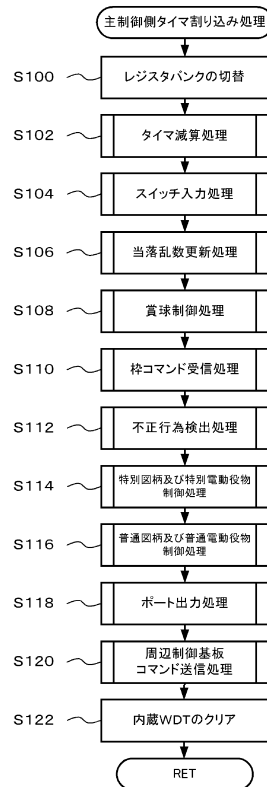 主制御側タイマ割り込み処理
S100
レジスタバンクの切替
S102
タイマ減算処理
S104
スイッチ入力処理
S106
当落乱数更新処理
S108
賞球制御処理
S110
枠コマンド受信処理
S112
不正行為検出処理
S114
特別図柄及び特別電動役物
制御処理
S116
普通図柄及び普通電動役物
制御処理
S118
ポート出力処理
S120
周辺制御基板
コマンド送信処理
S122
内蔵WDTのクリア
RET